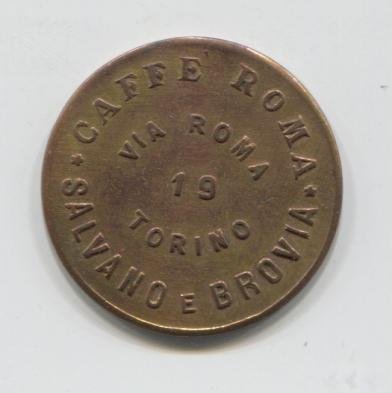 * CAFFE ROMA *
SALVANO E BROVIA
VIA ROMA
19
TORINO